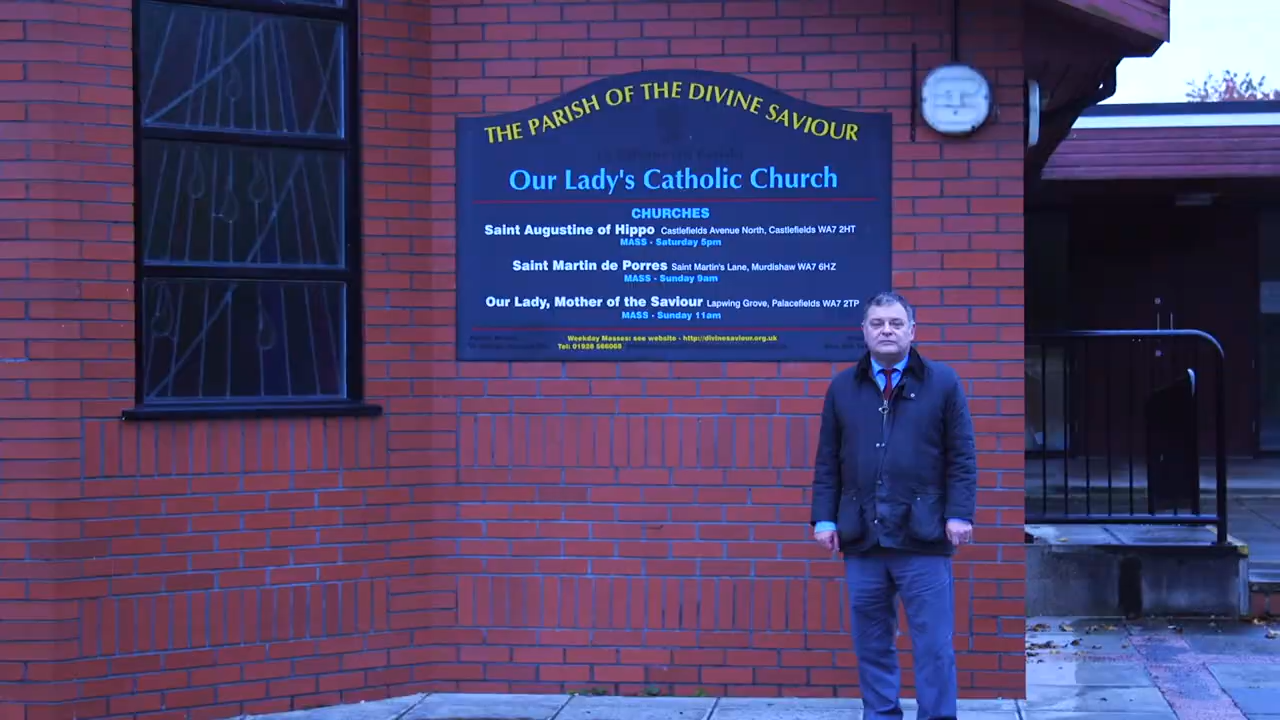 THE PARISH OF THE DIVINE SAVIOUR
Our Lady's Catholic Church
CHURCHES
Saint Augustine of Hippo Castlefields Avenue North, Castlefields WA7 2HT
MASS - Saturday 5pm
Saint Martin de Porres Saint Martin's Lane, Murdishaw WA7 6HZ
MASS - Sunday 9am
Our Lady, Mother of the Saviour Lapwing Grove, Palacefields WA7 2TP
MASS - Sunday 11am
Weekday Masses: see website - http://divinesaviour.org.uk
Tel: 01928 566068